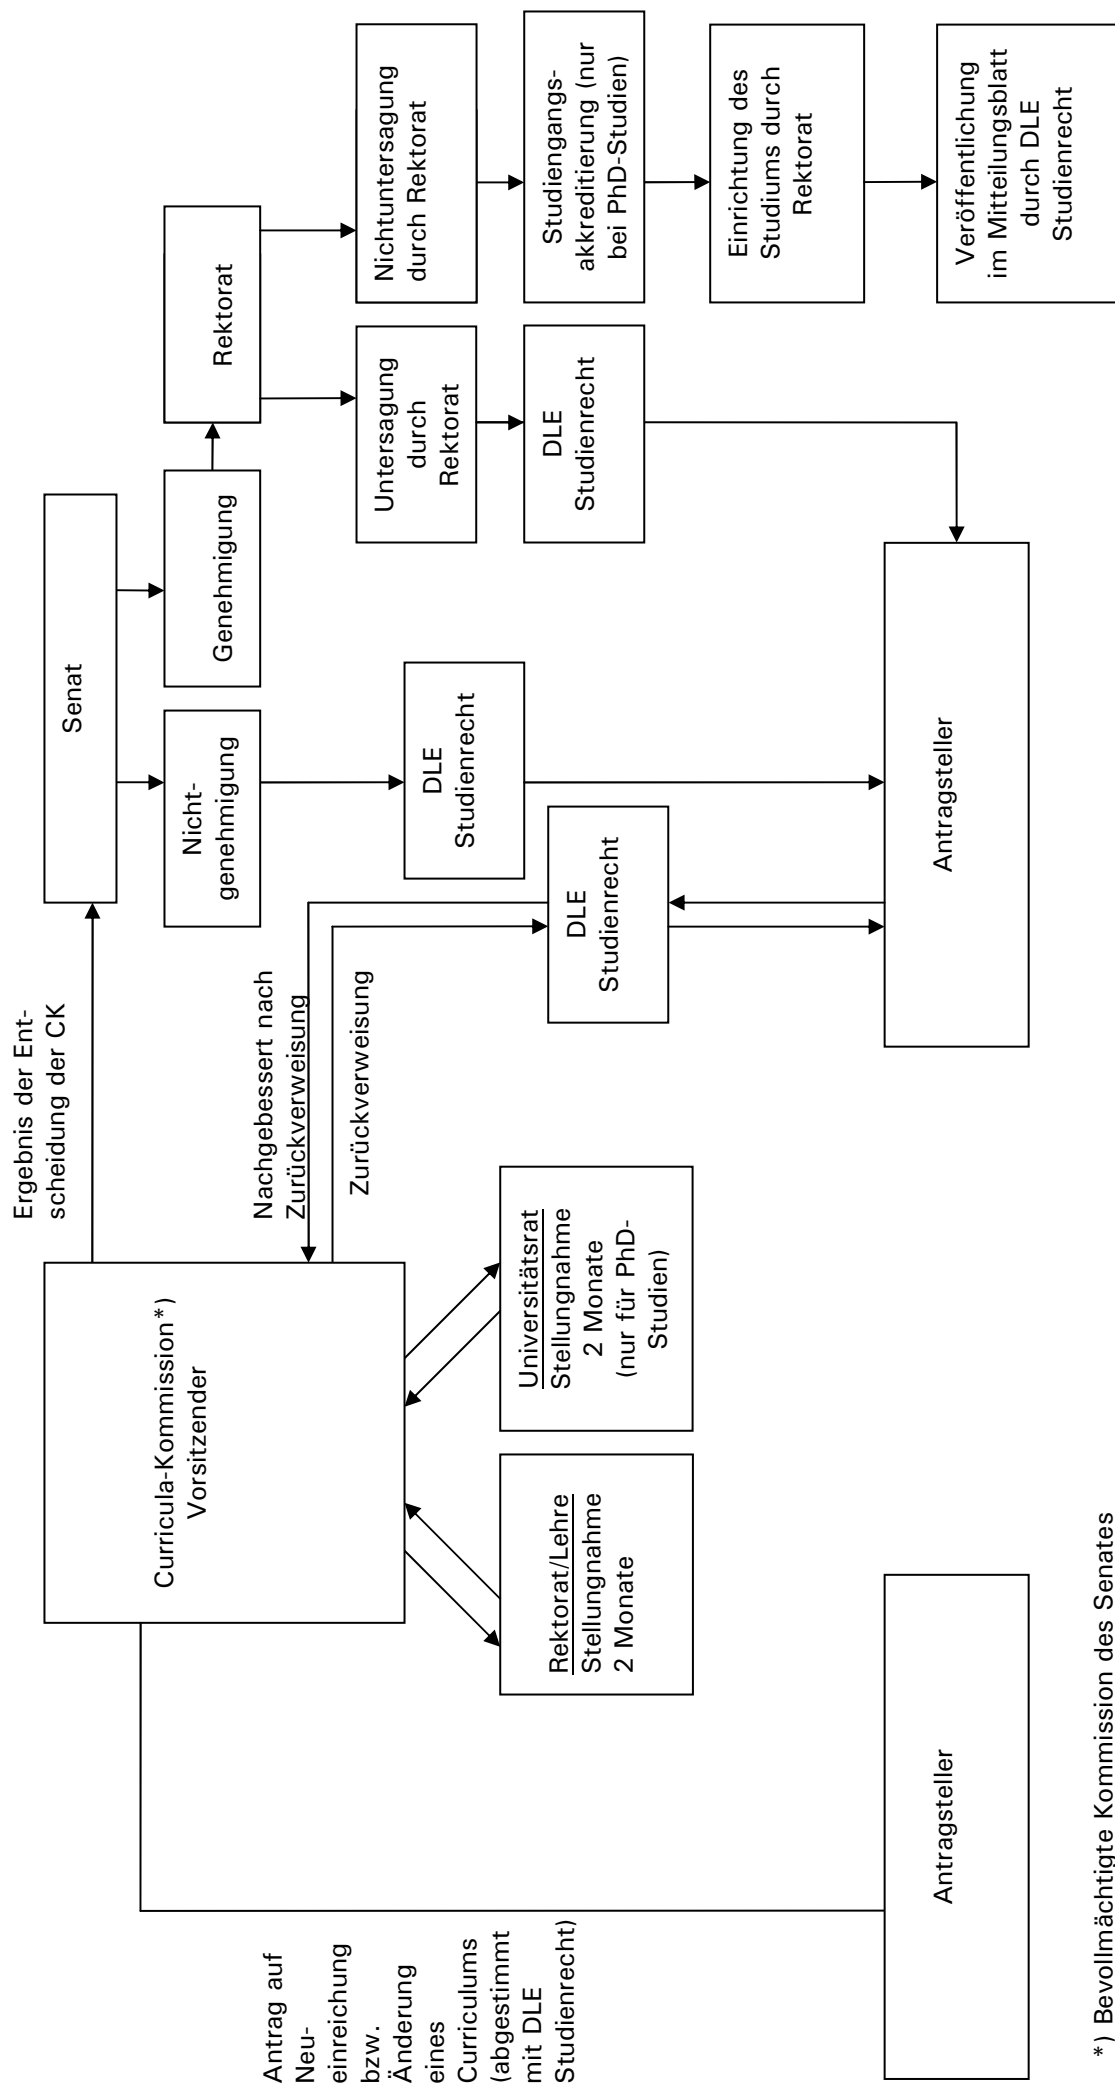 Antrag auf
Neu-
einreichung
bzw.
Änderung
eines
Curriculums
(abgestimmt
mit DLE
Studienrecht)
Antragsteller
Curricula-Kommission*)
Vorsitzender
Rektorat/Lehre
Stellungnahme
2 Monate
Universitätsrat
Stellungnahme
2 Monate
(nur für PhD-
Studien)
Ergebnis der Ent-
scheidung der CK
Nachgebessert nach
Zurückverweisung
Zurückverweisung
DLE
Studienrecht
Antragsteller
Senat
Nicht-
genehmigung
DLE
Studienrecht
Genehmigung
Rektorat
Untersagung
durch
Rektorat
DLE
Studienrecht
Nichtuntersagung
durch Rektorat
Studiengangs-
akkreditierung (nur
bei PhD-Studien)
Einrichtung des
Studiums durch
Rektorat
Veröffentlichung
im Mitteilungsblatt
durch DLE
Studienrecht
*) Bevollmächtigte Kommission des Senates